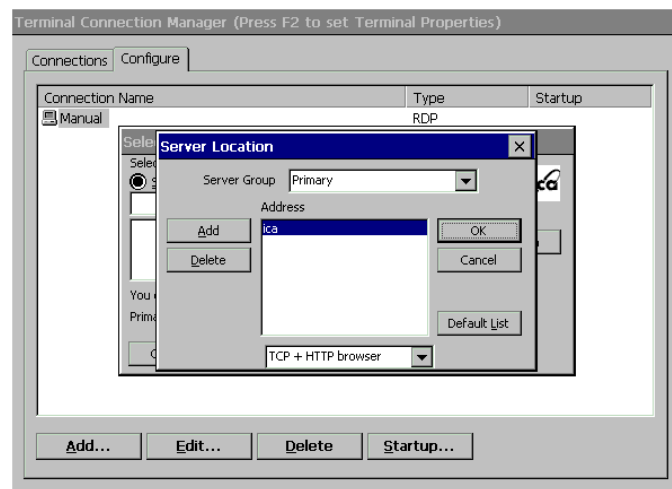 Terminal Connection Manager (Press F2 to set Terminal Properties)
Connections Configure
Connection Name Type Startup
Manual RDP
Server Location
Server Group Primary
Address
Add ica OK
Delete Cancel
You
Default List
TCP + HTTP browser
Add... Edit... Delete Startup...